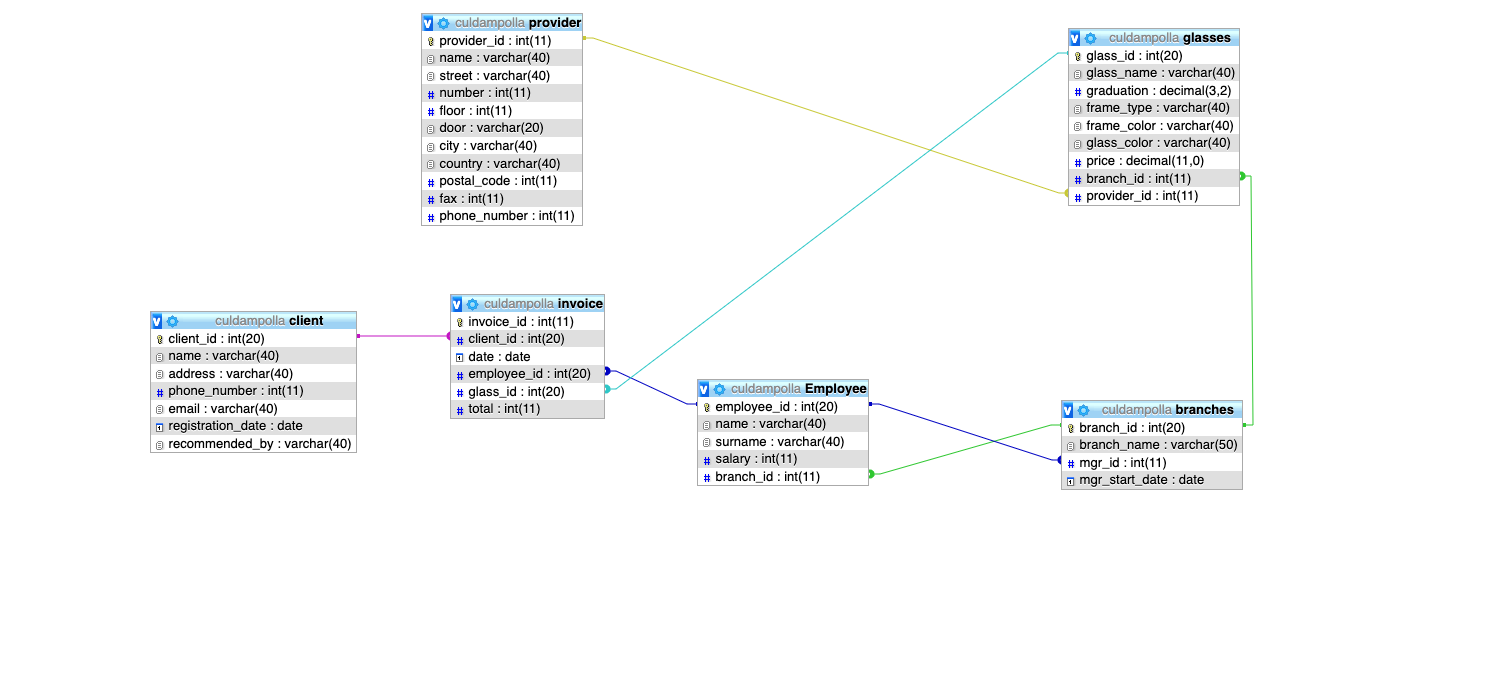 culdampolla provider
provider_id : int(11)
name : varchar(40)
street : varchar(40)
number : int(11)
floor : int(11)
door : varchar(20)
city : varchar(40)
country : varchar(40)
postal_code : int(11)
fax : int(11)
phone_number : int(11)
culdampolla glasses
glass_id : int(20)
glass_name : varchar(40)
graduation : decimal(3,2)
frame_type : varchar(40)
frame_color : varchar(40)
glass_color : varchar(40)
price : decimal(11,0)
branch_id : int(11)
provider_id : int(11)
culdampolla client
client_id : int(20)
name : varchar(40)
address : varchar(40)
phone_number : int(11)
email : varchar(40)
registration_date : date
recommended_by : varchar(40)
culdampolla invoice
invoice_id : int(11)
client_id : int(20)
date : date
employee_id : int(20)
glass_id : int(20)
total : int(11)
culdampolla Employee
employee_id : int(20)
name : varchar(40)
surname : varchar(40)
salary : int(11)
branch_id : int(11)
culdampolla branches
branch_id : int(20)
branch_name : varchar(50)
mgr_id : int(11)
mgr_start_date : date